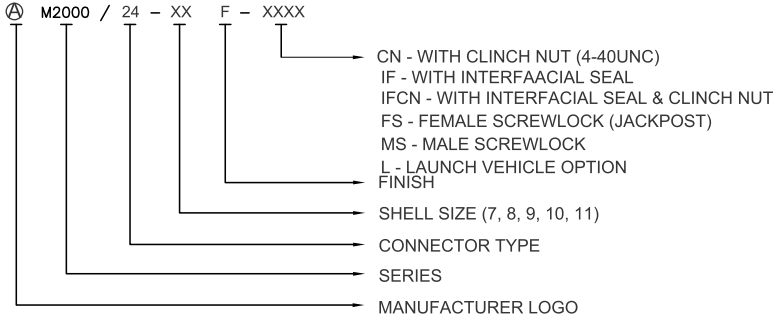 Ⓐ M2000 / 24 - XX F - XXXX
CN - WITH CLINCH NUT (4-40UNC)
IF - WITH INTERFAACIAL SEAL
IFCN - WITH INTERFACIAL SEAL & CLINCH NUT
FS - FEMALE SCREWLOCK (JACKPOST)
MS - MALE SCREWLOCK
L - LAUNCH VEHICLE OPTION
FINISH
SHELL SIZE (7, 8, 9, 10, 11)
CONNECTOR TYPE
SERIES
MANUFACTURER LOGO